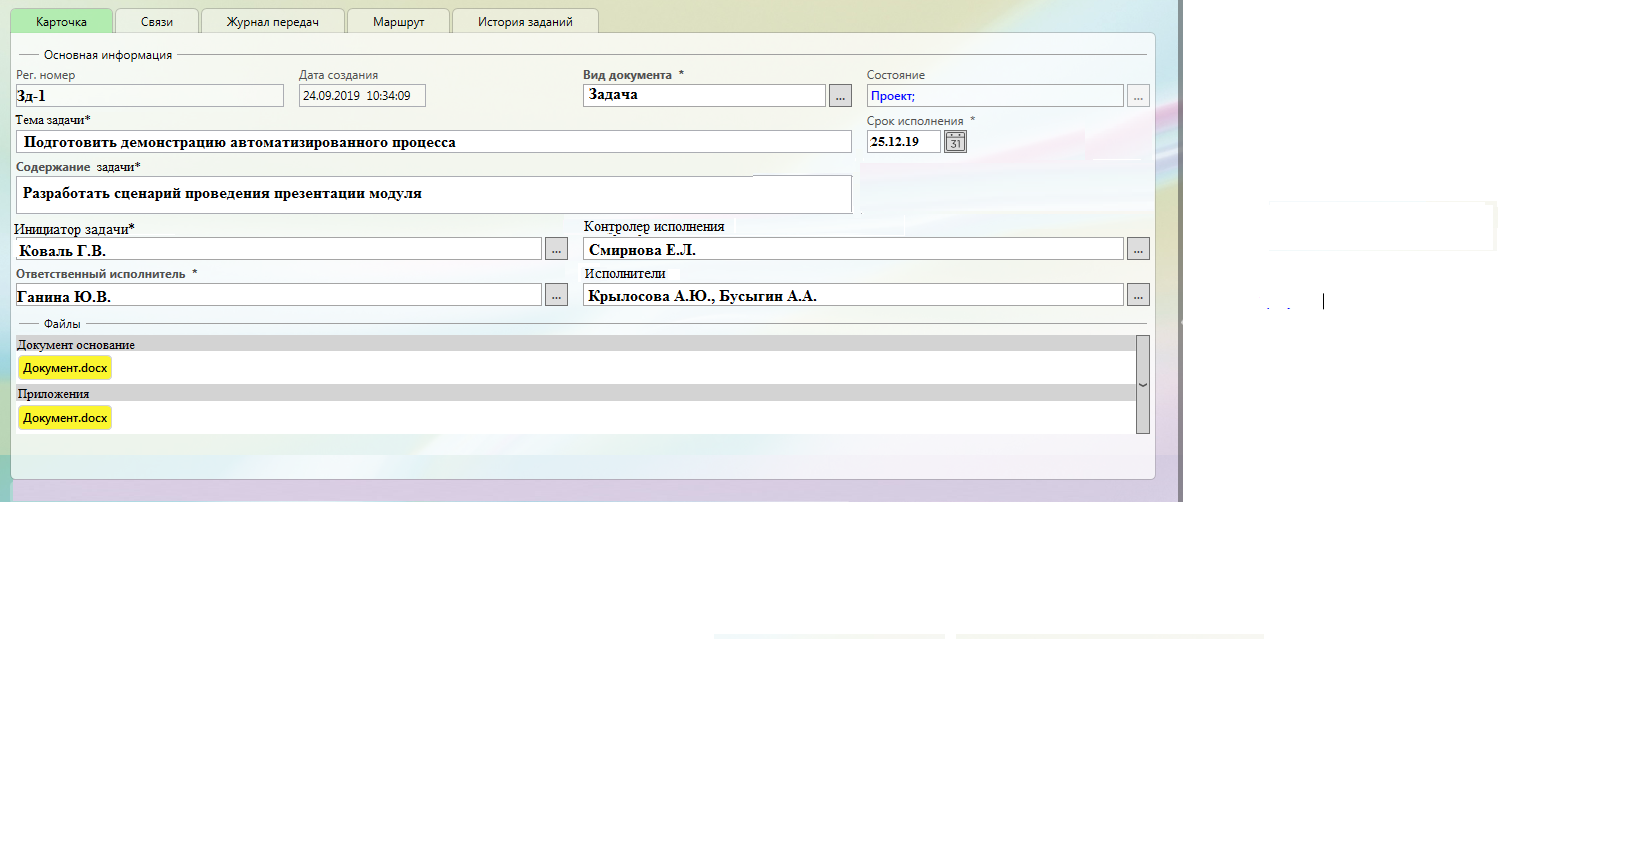 Карточка Связи Журнал передач Маршрут История заданий
Основная информация
Рег. номер Дата создания Вид документа * Состояние
Зд-1 24.09.2019 10:34:09 Задача ... Проект; ...
Тема задачи* Срок исполнения *
Подготовить демонстрацию автоматизированного процесса 25.12.19 31
Содержание задачи*
Разработать сценарий проведения презентации модуля
Инициатор задачи* Контролер исполнения
Коваль Г.В. ... Смирнова Е.Л. ...
Ответственный исполнитель * Исполнители
Ганина Ю.В. ... Крылосова А.Ю., Бусыгин А.А. ...
Файлы
Документ основание
Документ.docx
Приложения
Документ.docx